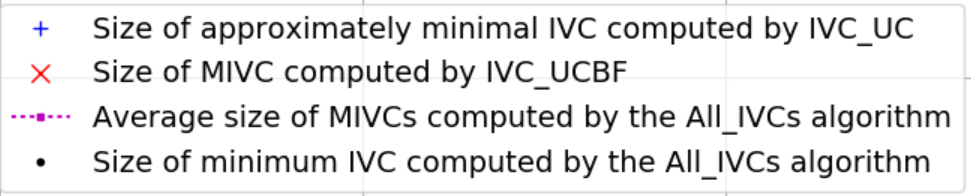 Size of approximately minimal IVC computed by IVC_UC
Size of MIVC computed by IVC_UCBF
Average size of MIVCs computed by the All_IVCs algorithm
Size of minimum IVC computed by the All_IVCs algorithm